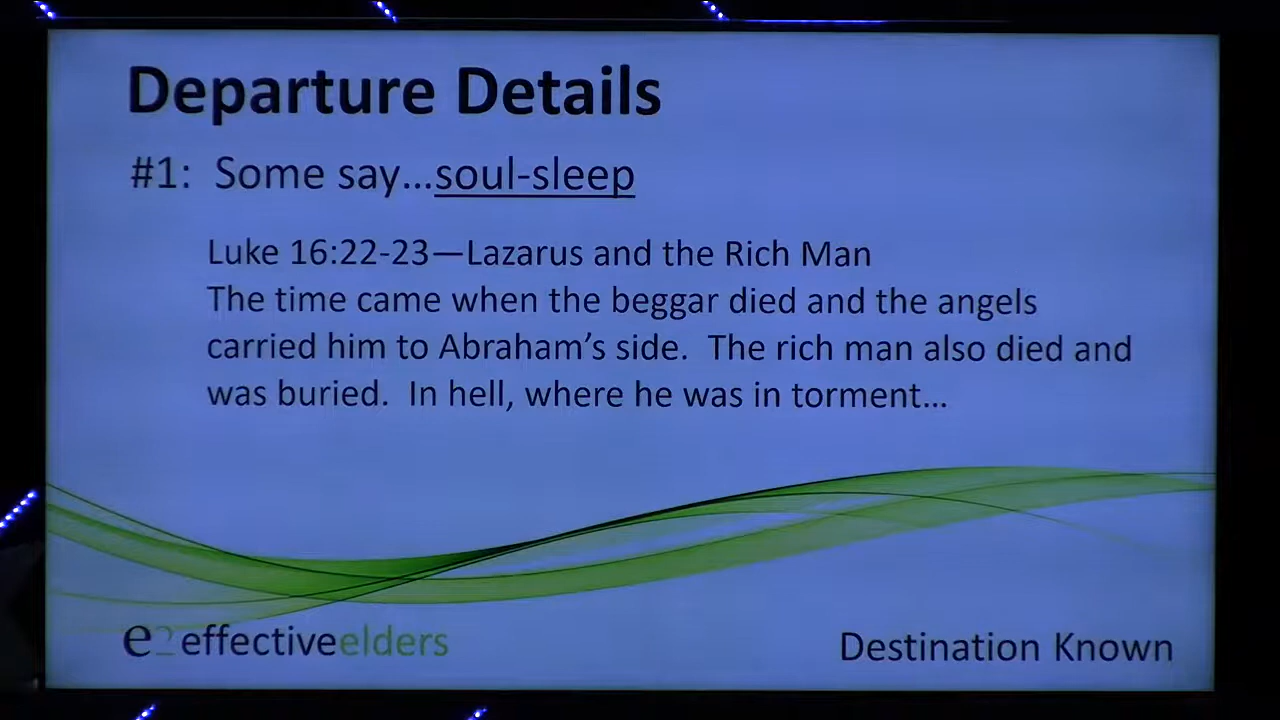 Departure Details
#1:  Some say…soul-sleep
Luke 16:22-23—Lazarus and the Rich Man
The time came when the beggar died and the angels
carried him to Abraham’s side.  The rich man also died and
was buried.  In hell, where he was in torment…
e2 effectiveelders
Destination Known